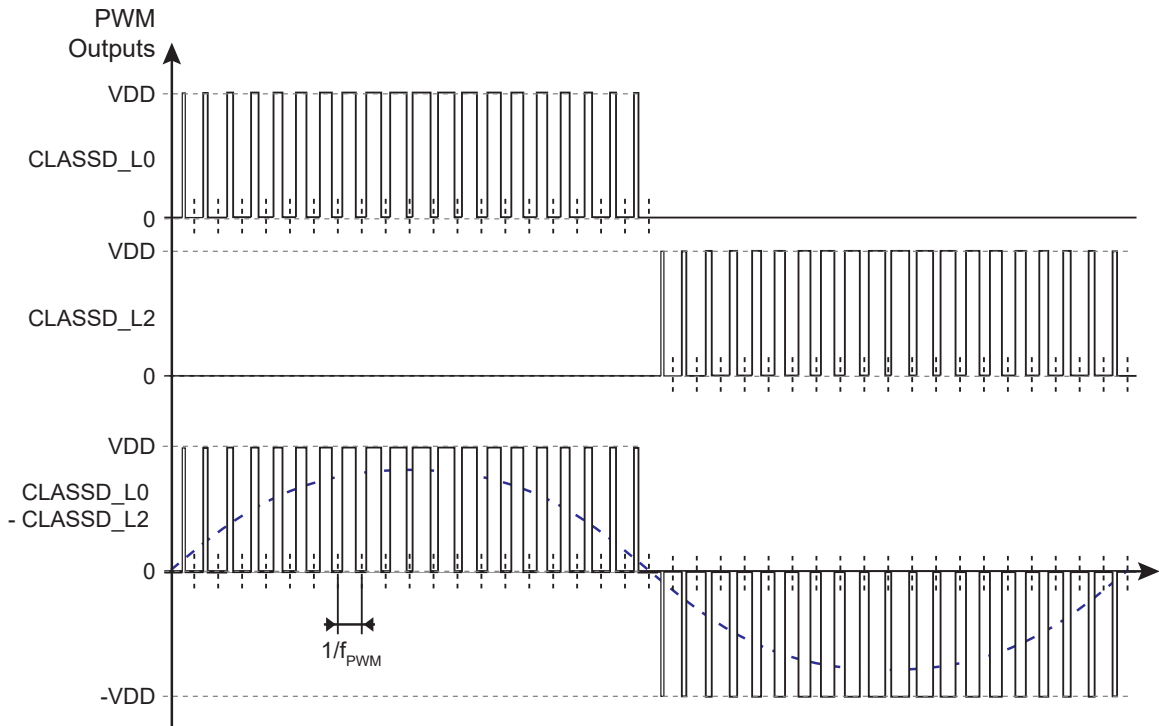 PWM
Outputs
VDD
CLASSD_L0
0
VDD
CLASSD_L2
0
VDD
CLASSD_L0
- CLASSD_L2
0
1/fPWM
-VDD